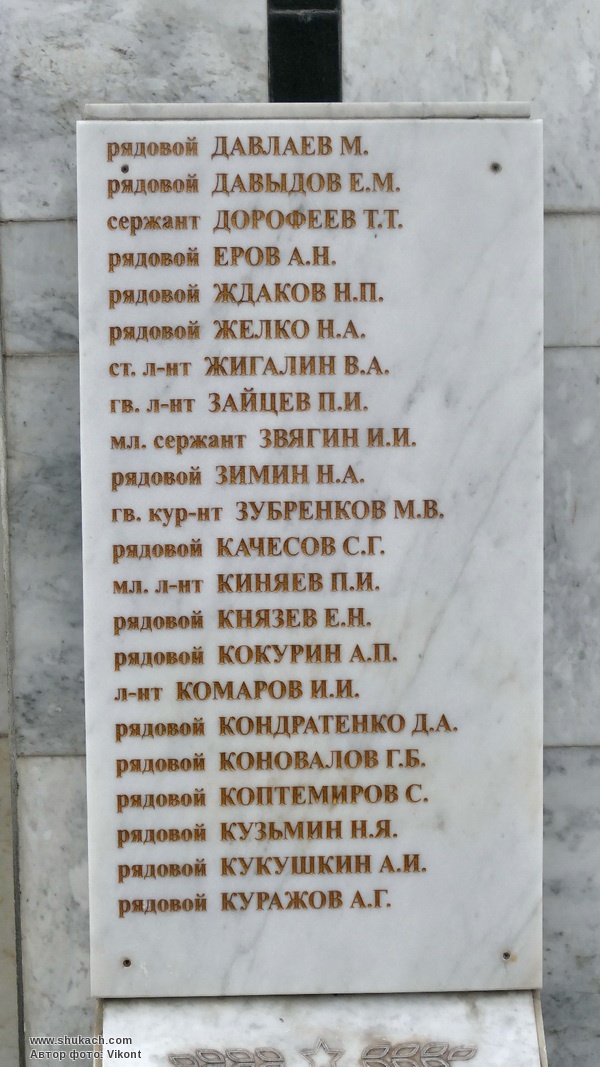 рядовой ДАВЛАЕВ М.
рядовой ДАВЫДОВ Е.М.
сержант ДОРОФЕЕВ Т.Т.
рядовой ЕРОВ А.Н.
рядовой ЖДАКОВ Н.П.
рядовой ЖЕЛКО Н.А.
ст. л-нт ЖИГАЛИН В.А.
гв. л-нт ЗАЙЦЕВ П.И.
мл. сержант ЗВЯГИН И.И.
рядовой ЗИМИН Н.А.
гв. кур-нт ЗУБРЕНКОВ М.В.
рядовой КАЧЕСОВ С.Г.
мл. л-нт КИНЯЕВ П.И.
рядовой КНЯЗЕВ Е.Н.
рядовой КОКУРИН А.П.
л-нт КОМАРОВ И.И.
рядовой КОНДРАТЕНКО Д.А.
рядовой КОНОВАЛОВ Г.Б.
рядовой КОПТЕМИРОВ С.
рядовой КУЗЬМИН Н.Я.
рядовой КУКУШКИН А.И.
рядовой КУРАЖОВ А.Г.
www.shukach.com
Автор фото: Vikont